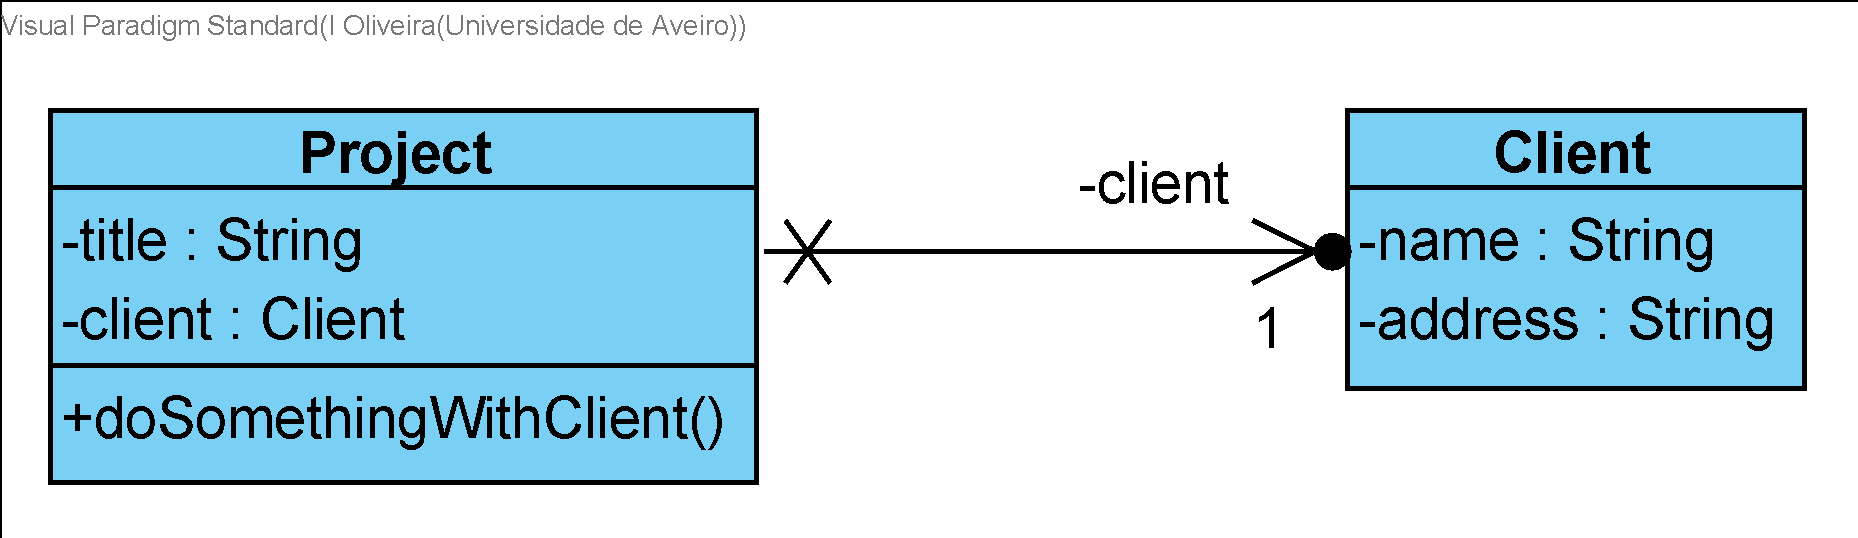 Visual Paradigm Standard(I Oliveira(Universidade de Aveiro))
Project
-title : String
-client : Client
+doSomethingWithClient()
-client
1
Client
-name : String
-address : String